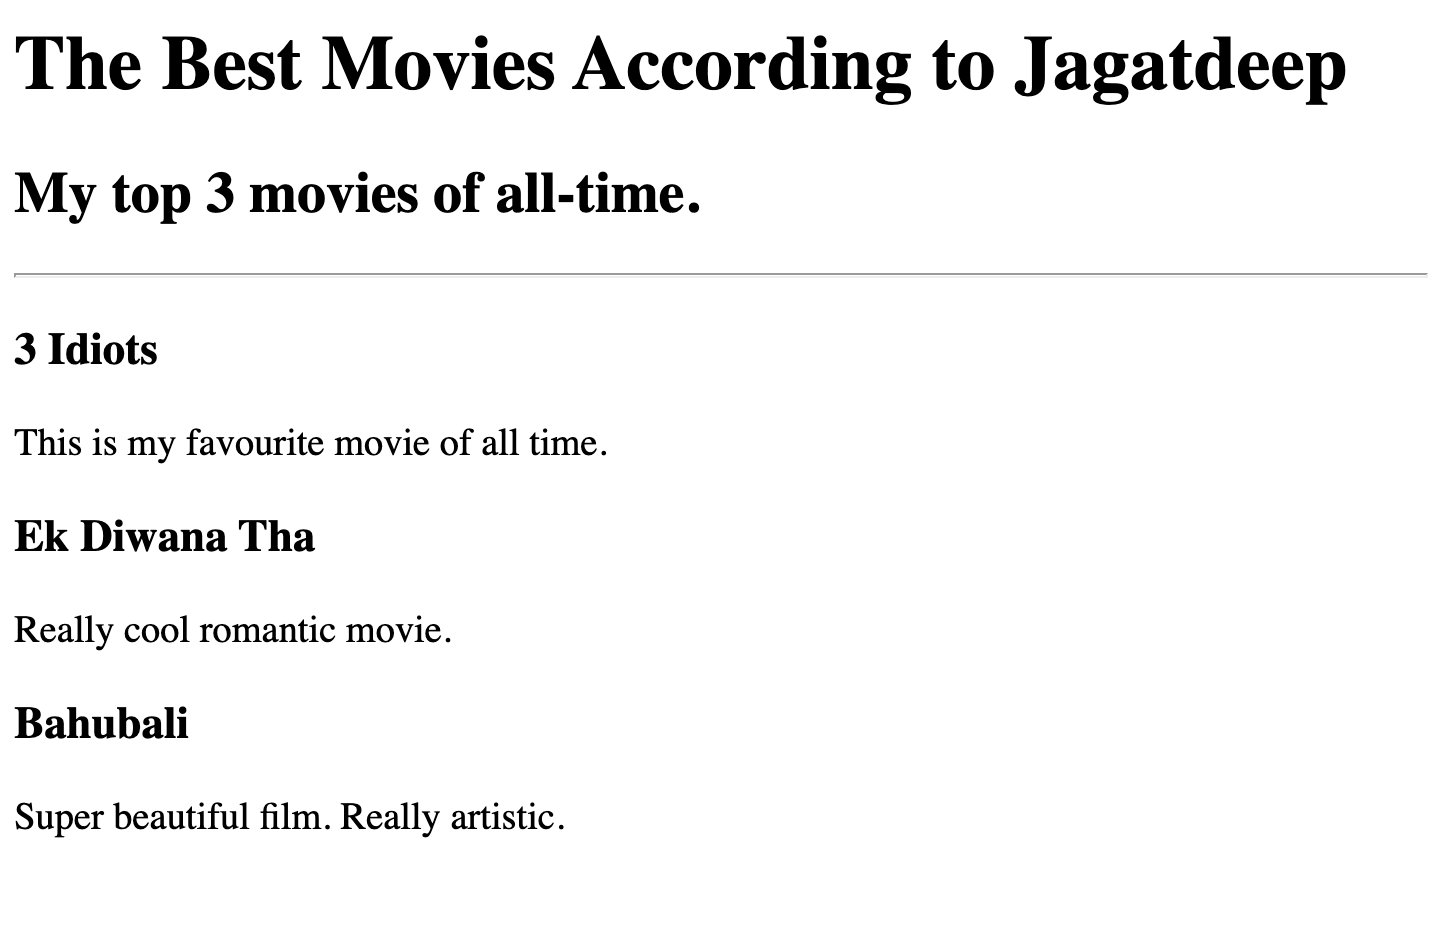 The Best Movies According to Jagatdeep
My top 3 movies of all-time.
3 Idiots
This is my favourite movie of all time.
Ek Diwana Tha
Really cool romantic movie.
Bahubali
Super beautiful film. Really artistic.